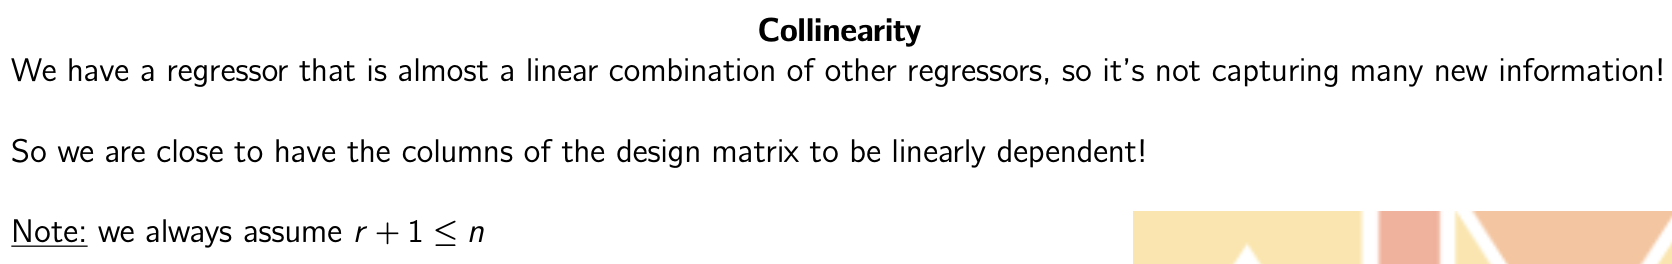 Collinearity
We have a regressor that is almost a linear combination of other regressors, so it's not capturing many new information!
So we are close to have the columns of the design matrix to be linearly dependent!
Note: we always assume r + 1 ≤ n